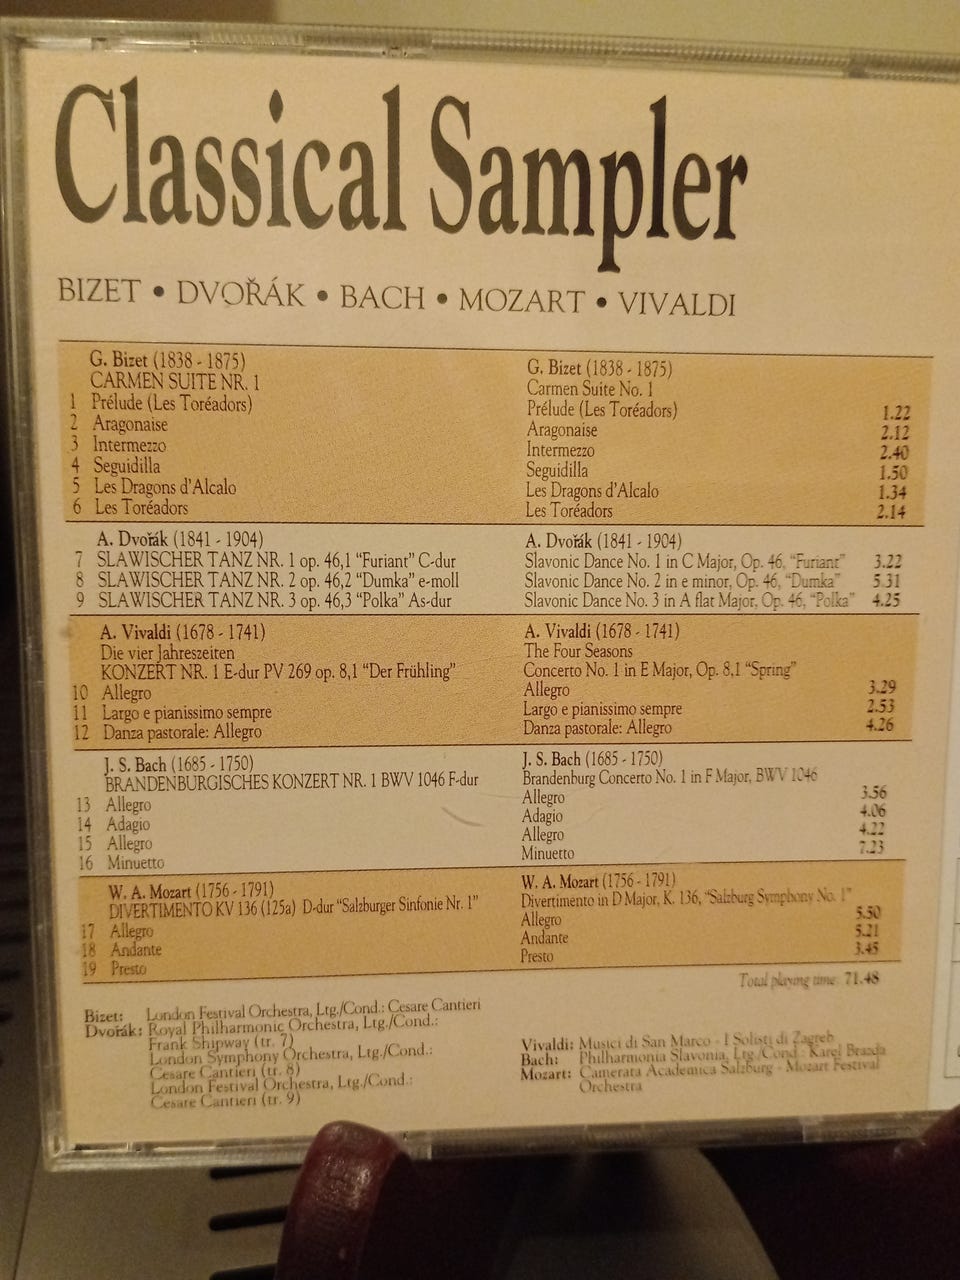 Classical Sampler
BIZET • DVOŘÁK • BACH • MOZART • VIVALDI
G. Bizet (1838 - 1875)
CARMEN SUITE NR. 1
1 Prélude (Les Toréadors)
2 Aragonaise
3 Intermezzo
4 Seguidilla
5 Les Dragons d'Alcalo
6 Les Toréadors
G. Bizet (1838 - 1875)
Carmen Suite No. 1
Prélude (Les Toréadors) 1.22
Aragonaise 2.12
Intermezzo 2.40
Seguidilla 1.50
Les Dragons d'Alcalo 1.34
Les Toréadors 2.14
A. Dvořák (1841 - 1904)
7 SLAWISCHER TANZ NR. 1 op. 46,1 "Furiant" C-dur
8 SLAWISCHER TANZ NR. 2 op. 46,2 "Dumka" e-moll
9 SLAWISCHER TANZ NR. 3 op. 46,3 "Polka" As-dur
A. Dvořák (1841 - 1904)
Slavonic Dance No. 1 in C Major, Op. 46, "Furiant" 3.22
Slavonic Dance No. 2 in e minor, Op. 46, "Dumka" 5.31
Slavonic Dance No. 3 in A flat Major, Op. 46, "Polka" 4.25
A. Vivaldi (1678 - 1741)
Die vier Jahreszeiten
KONZERT NR. 1 E-dur PV 269 op. 8,1 "Der Frühling"
10 Allegro
11 Largo e pianissimo sempre
12 Danza pastorale: Allegro
A. Vivaldi (1678 - 1741)
The Four Seasons
Concerto No. 1 in E Major, Op. 8,1 "Spring"
Allegro 3.29
Largo e pianissimo sempre 2.53
Danza pastorale: Allegro 4.26
J. S. Bach (1685 - 1750)
BRANDENBURGISCHES KONZERT NR. 1 BWV 1046 F-dur
13 Allegro
14 Adagio
15 Allegro
16 Minuetto
J. S. Bach (1685 - 1750)
Brandenburg Concerto No. 1 in F Major, BWV 1046
Allegro 3.56
Adagio 4.06
Allegro 4.22
Minuetto 7.23
W. A. Mozart (1756 - 1791)
DIVERTIMENTO KV 136 (125a) D-dur "Salzburger Sinfonie Nr. 1"
17 Allegro
18 Andante
19 Presto
W. A. Mozart (1756 - 1791)
Divertimento in D Major, K. 136, "Salzburg Symphony No. 1"
Allegro 5.50
Andante 5.21
Presto 3.45
Total playing time: 71.48
Bizet: London Festival Orchestra, Ltg./Cond.: Cesare Cantieri
Dvořák: Royal Philharmonic Orchestra, Ltg./Cond.:
Frank Shipway (tr. 7)
London Symphony Orchestra, Ltg./Cond.:
Cesare Cantieri (tr. 8)
London Festival Orchestra, Ltg./Cond.:
Cesare Cantieri (tr. 9)
Vivaldi: Musici di San Marco - I Solisti di Zagreb
Bach: Philharmonia Slavonia, Ltg./Cond.: Karel Brazda
Mozart: Camerata Academica Salzburg - Mozart Festival
Orchestra